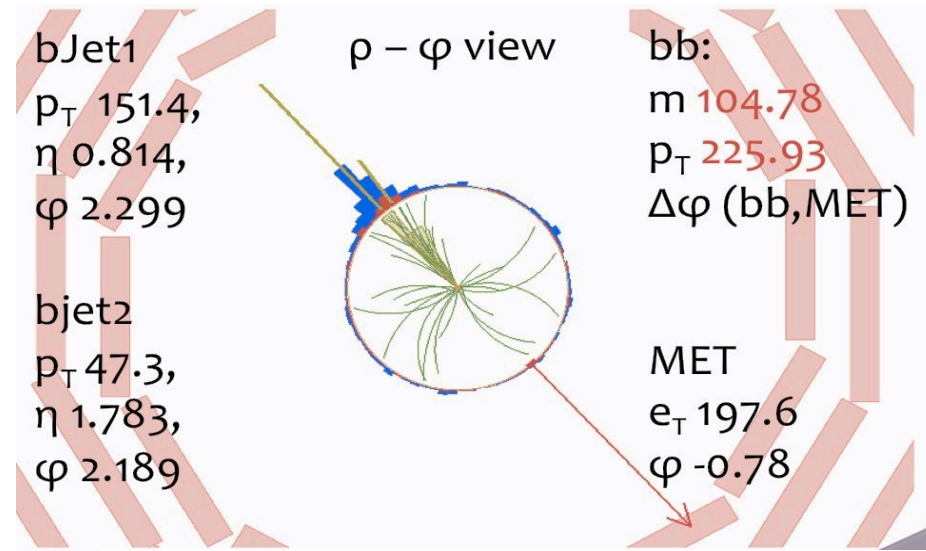 bJet1
pT 151.4,
η 0.814,
φ 2.299
bjet2
pT 47.3,
η 1.783,
φ 2.189
ρ – φ view
bb:
m 104.78
pT 225.93
Δφ (bb,MET)
MET
eT 197.6
φ -0.78